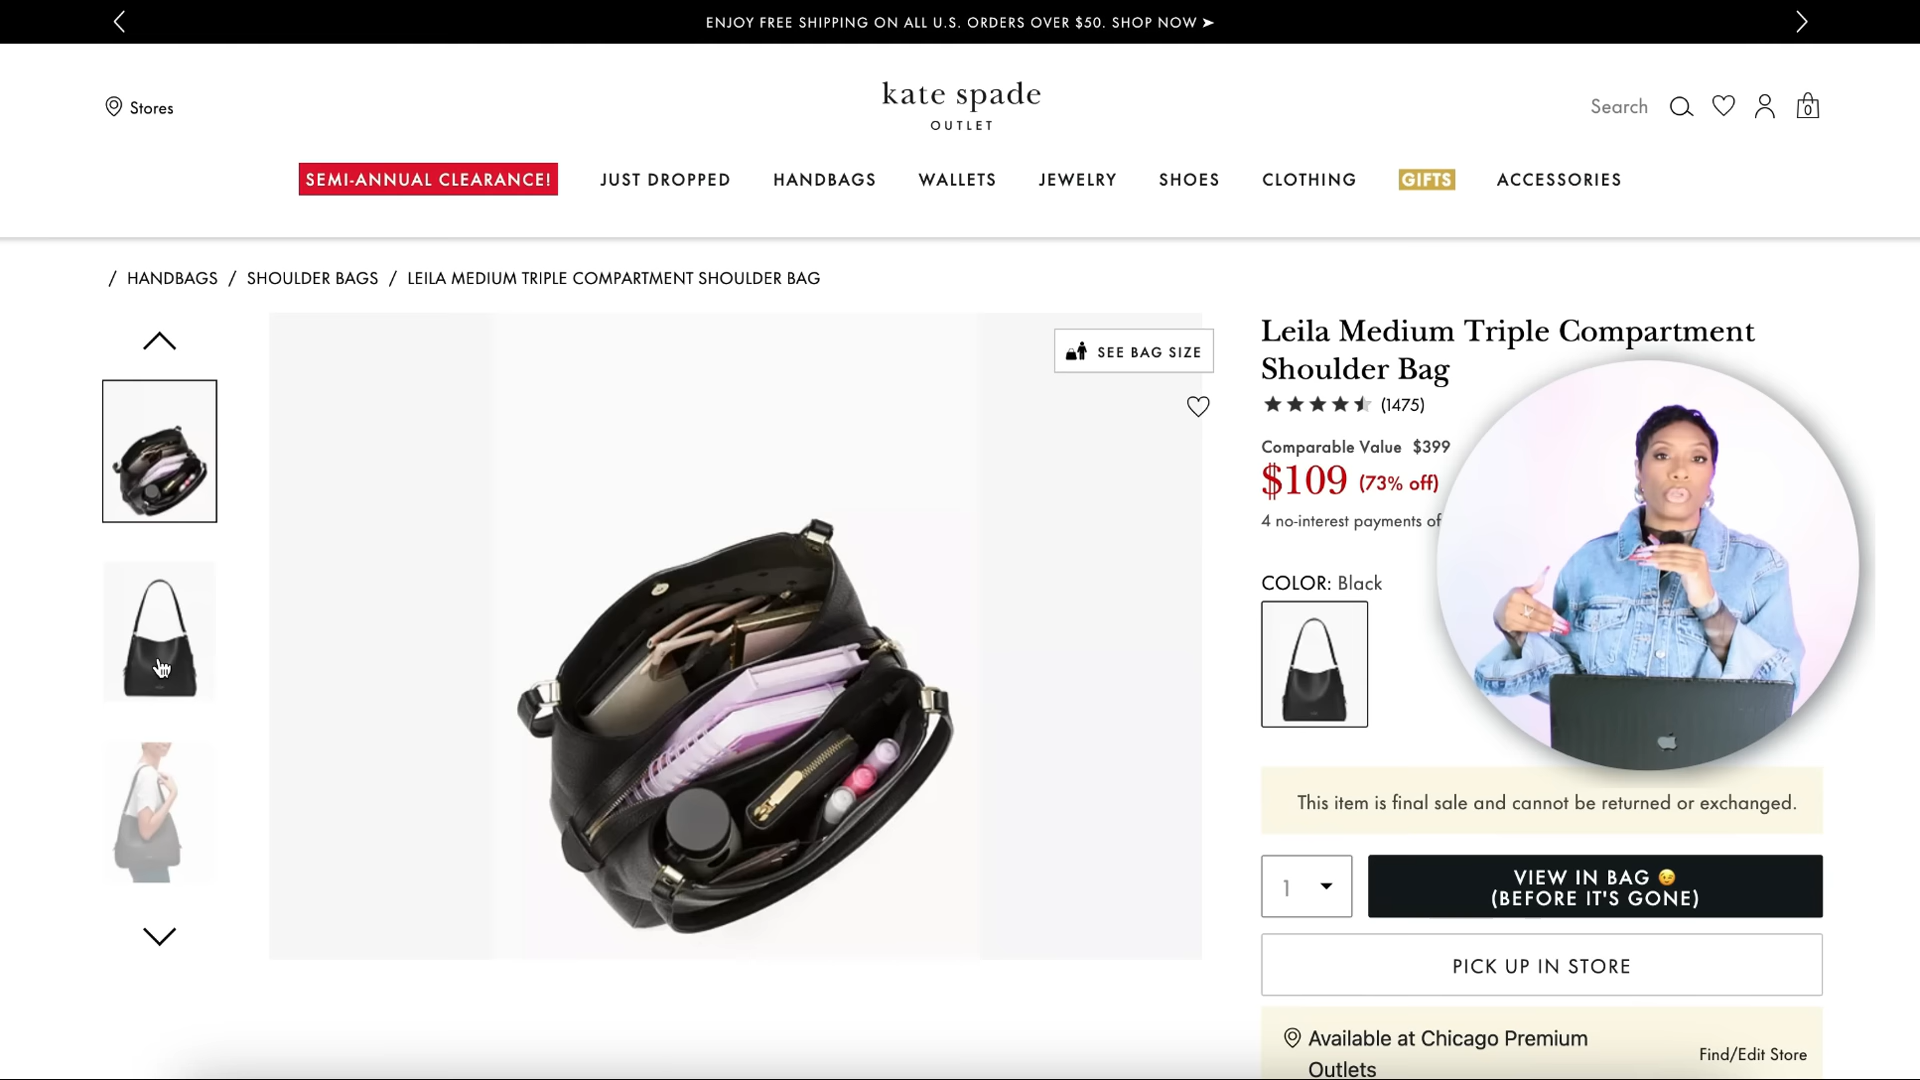 ENJOY FREE SHIPPING ON ALL U.S. ORDERS OVER $50. SHOP NOW ➤
Stores
kate spade
OUTLET
Search
0
SEMI-ANNUAL CLEARANCE!
JUST DROPPED
HANDBAGS
WALLETS
JEWELRY
SHOES
CLOTHING
GIFTS
ACCESSORIES
/ HANDBAGS / SHOULDER BAGS / LEILA MEDIUM TRIPLE COMPARTMENT SHOULDER BAG
SEE BAG SIZE
Leila Medium Triple Compartment
Shoulder Bag
(1475)
Comparable Value $399
$109 (73% off)
4 no-interest payments of
COLOR: Black
This item is final sale and cannot be returned or exchanged.
1
VIEW IN BAG 😉
(BEFORE IT'S GONE)
PICK UP IN STORE
Available at Chicago Premium
Outlets
Find/Edit Store